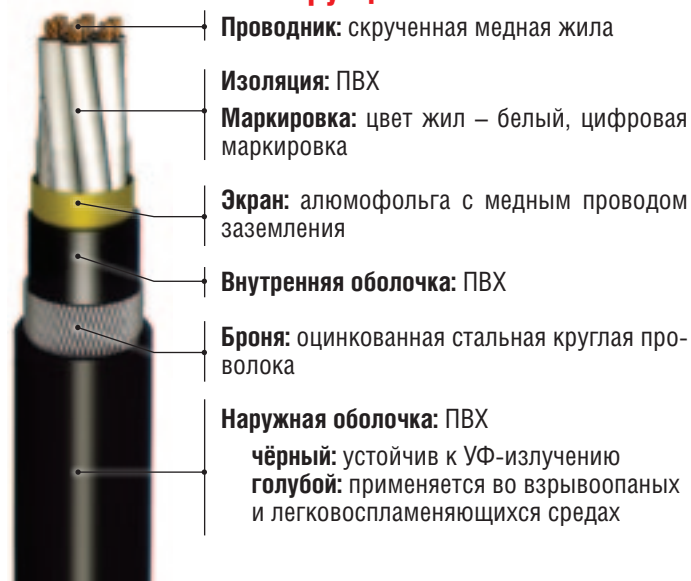 Проводник: скрученная медная жила
Изоляция: ПВХ
Маркировка: цвет жил – белый, цифровая
маркировка
Экран: алюмофольга с медным проводом
заземления
Внутренняя оболочка: ПВХ
Броня: оцинкованная стальная круглая про-
волока
Наружная оболочка: ПВХ
чёрный: устойчив к УФ-излучению
голубой: применяется во взрывоопаных
и легковоспламеняющихся средах